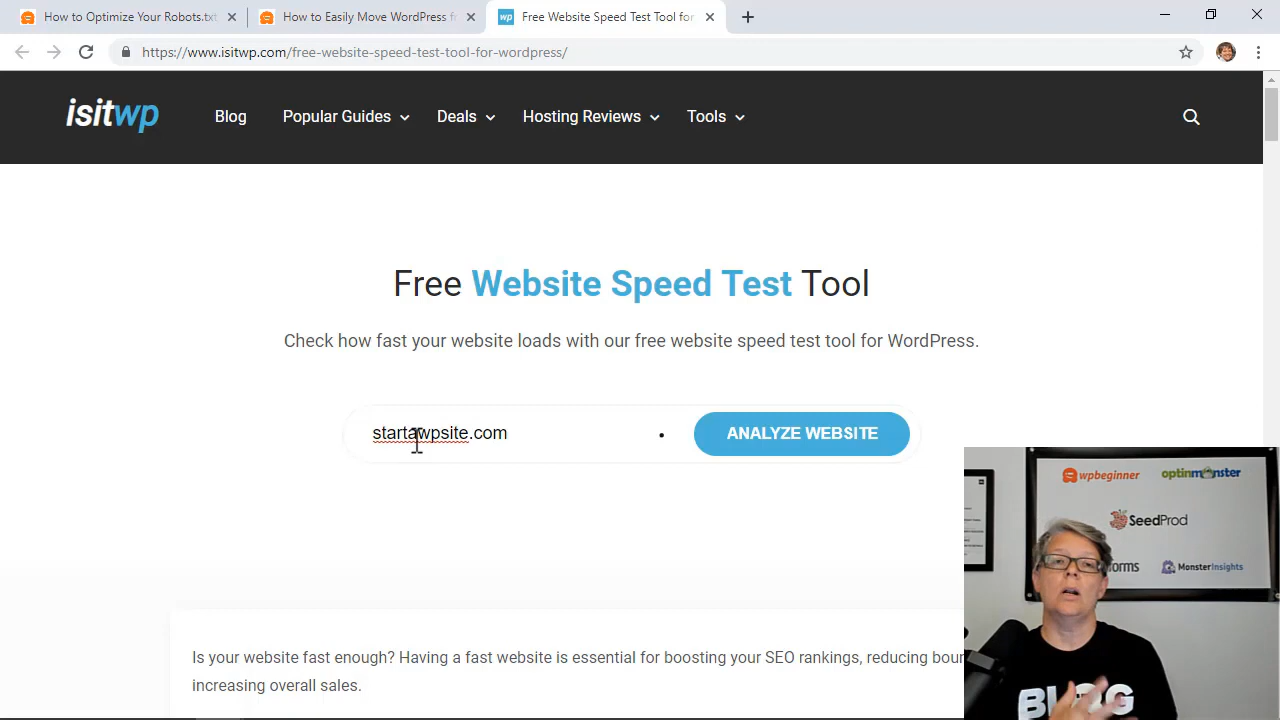 How to Optimize Your Robots.txt
How to Easily Move WordPress f
Free Website Speed Test Tool for
https://www.isitwp.com/free-website-speed-test-tool-for-wordpress/
isitwp
Blog
Popular Guides
Deals
Hosting Reviews
Tools
Free Website Speed Test Tool
Check how fast your website loads with our free website speed test tool for WordPress.
startawpsite.com
ANALYZE WEBSITE
wpbeginner
optinmonster
SeedProd
orms
MonsterInsights
BLOG
Is your website fast enough? Having a fast website is essential for boosting your SEO rankings, reducing boun
increasing overall sales.